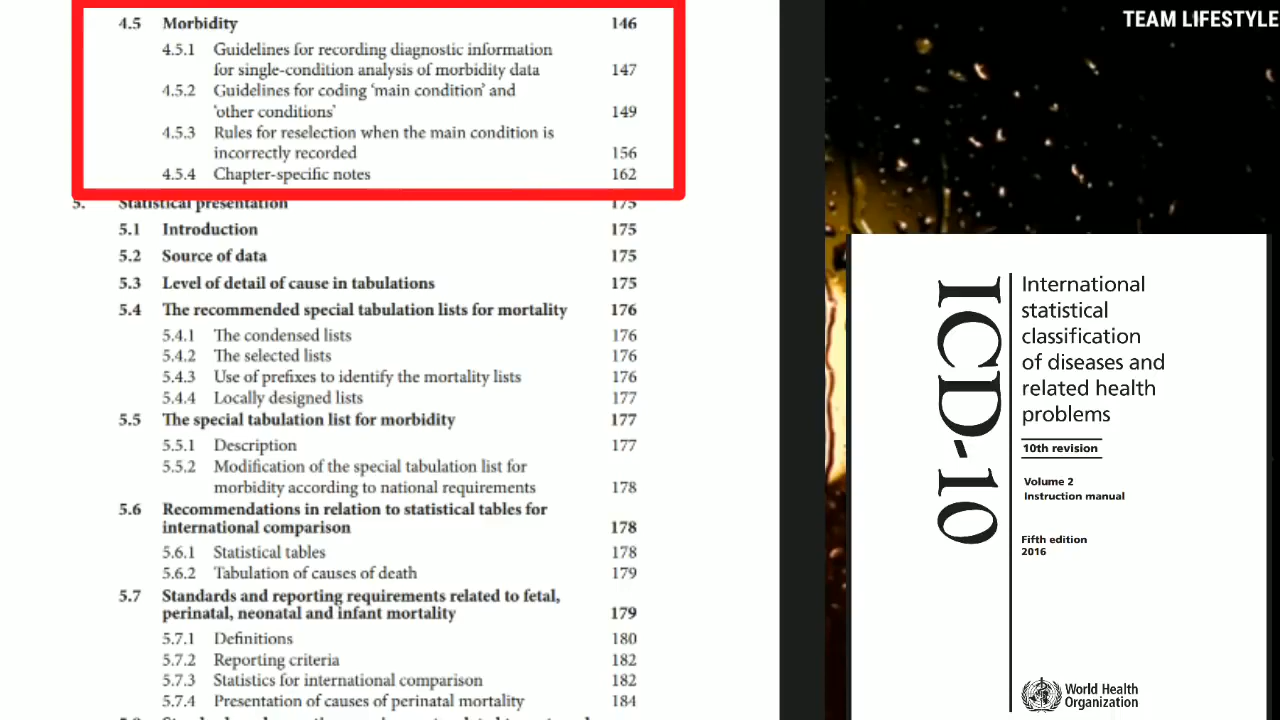 TEAM LIFESTYLE
4.5 Morbidity 146
4.5.1 Guidelines for recording diagnostic information
for single-condition analysis of morbidity data 147
4.5.2 Guidelines for coding ‘main condition’ and
‘other conditions’ 149
4.5.3 Rules for reselection when the main condition is
incorrectly recorded 156
4.5.4 Chapter-specific notes 162
5. Statistical presentation 175
5.1 Introduction 175
5.2 Source of data 175
5.3 Level of detail of cause in tabulations 175
5.4 The recommended special tabulation lists for mortality 176
5.4.1 The condensed lists 176
5.4.2 The selected lists 176
5.4.3 Use of prefixes to identify the mortality lists 176
5.4.4 Locally designed lists 177
5.5 The special tabulation list for morbidity 177
5.5.1 Description 177
5.5.2 Modification of the special tabulation list for
morbidity according to national requirements 178
5.6 Recommendations in relation to statistical tables for
international comparison 178
5.6.1 Statistical tables 178
5.6.2 Tabulation of causes of death 179
5.7 Standards and reporting requirements related to fetal,
perinatal, neonatal and infant mortality 179
5.7.1 Definitions 180
5.7.2 Reporting criteria 182
5.7.3 Statistics for international comparison 182
5.7.4 Presentation of causes of perinatal mortality 184
ICD-10
International
statistical
classification
of diseases and
related health
problems
10th revision
Volume 2
Instruction manual
Fifth edition
2016
World Health
Organization